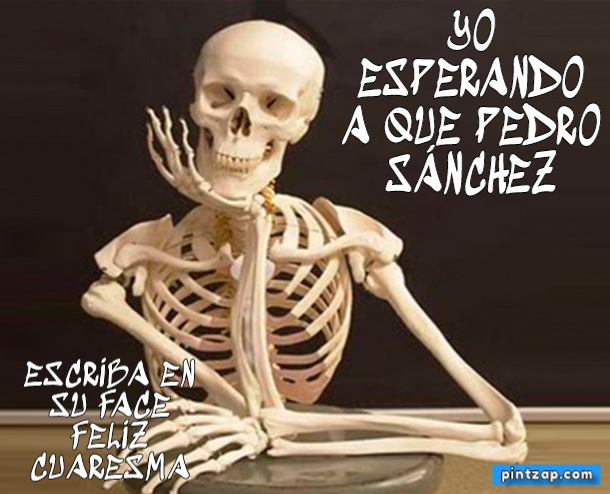 YO
ESPERANDO
A QUE PEDRO
SÁNCHEZ
ESCRIBA EN
SU FACE
FELIZ
CUARESMA
pintzap.com